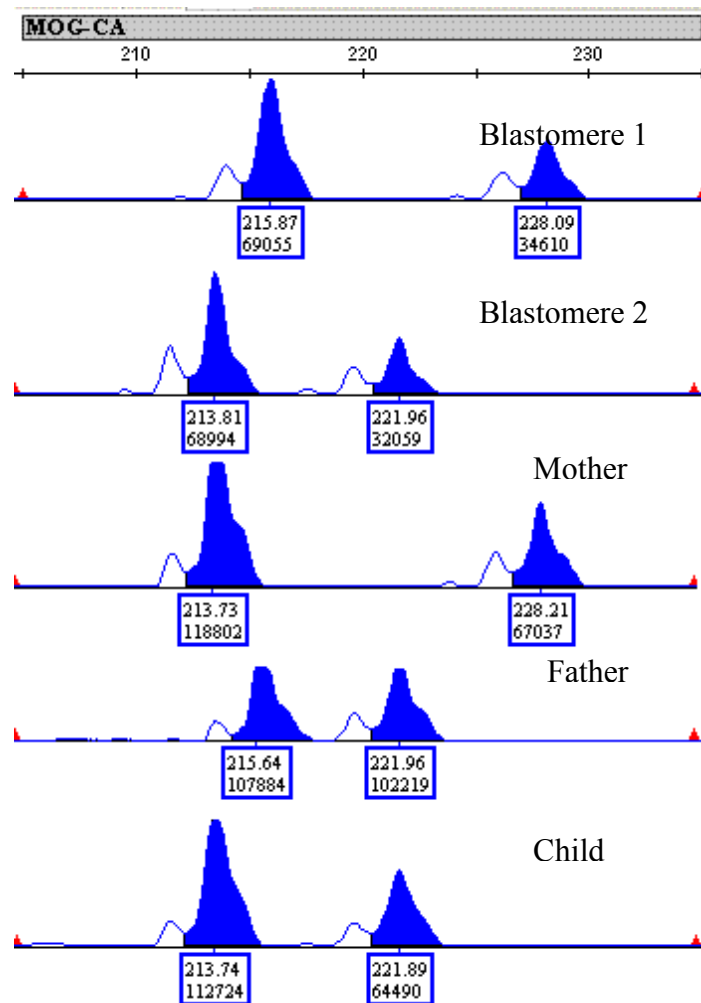 MOG-CA
210 220 230
Blastomere 1
215.87 228.09
69055 34610
Blastomere 2
213.81 221.96
68994 32059
Mother
213.73 228.21
118802 67037
Father
215.64 221.96
107884 102219
Child
213.74 221.89
112724 64490